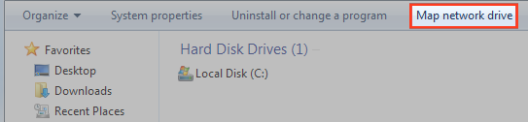 Organize System properties Uninstall or change a program Map network drive
Favorites
Desktop
Downloads
Recent Places
Hard Disk Drives (1)
Local Disk (C:)